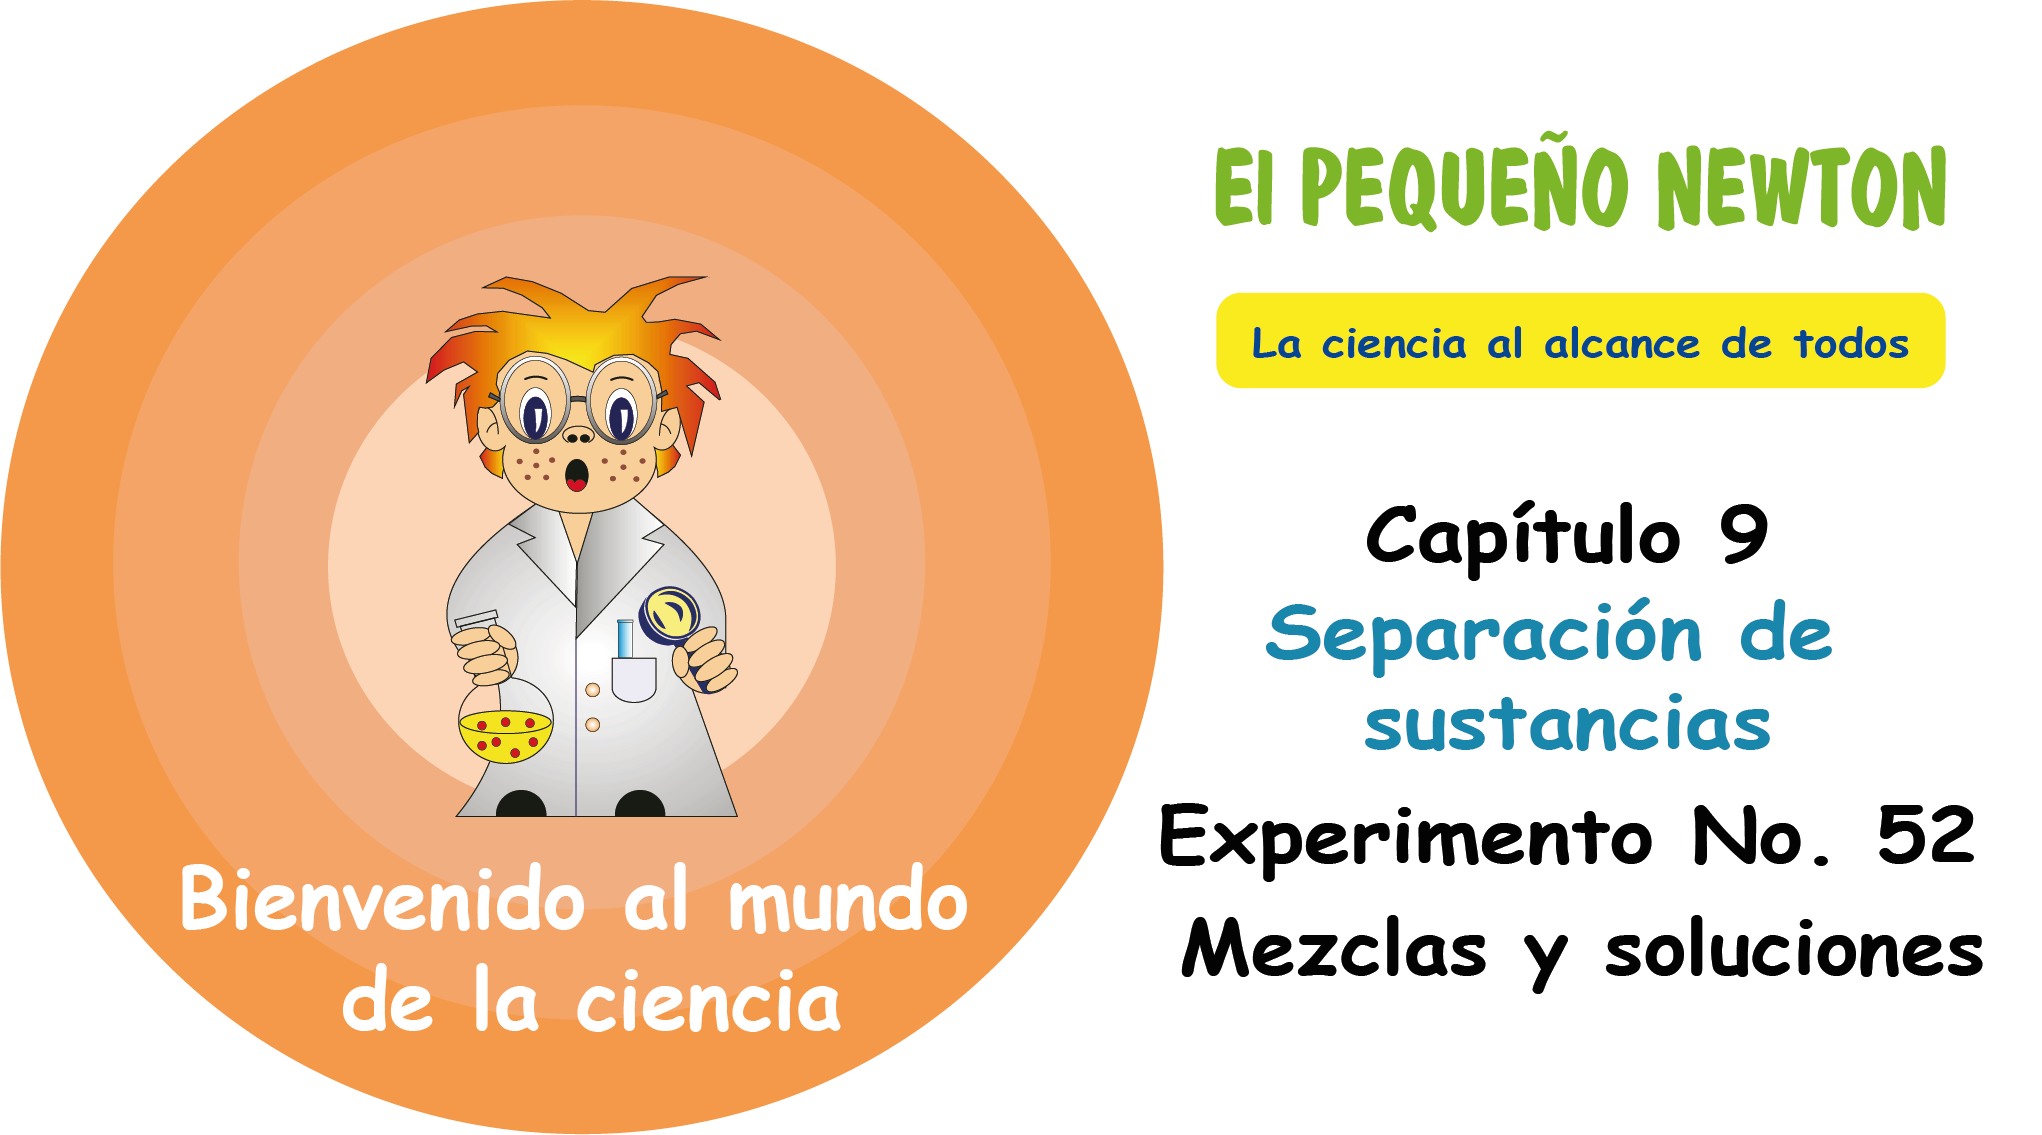 El PEQUEÑO NEWTON
La ciencia al alcance de todos
Capítulo 9
Separación de
sustancias
Experimento No. 52
Mezclas y soluciones
Bienvenido al mundo
de la ciencia